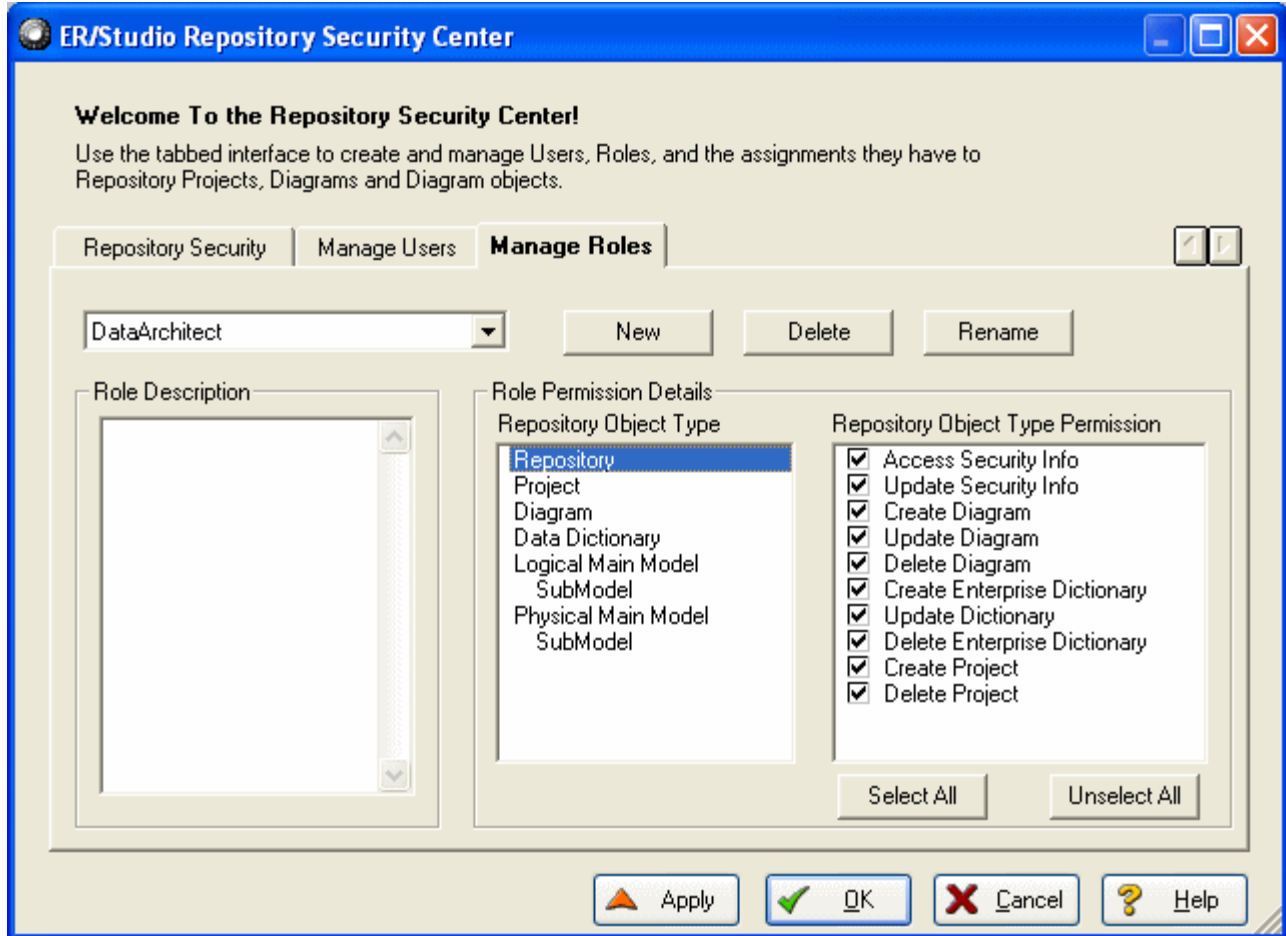 ER/Studio Repository Security Center
Welcome To the Repository Security Center!
Use the tabbed interface to create and manage Users, Roles, and the assignments they have to
Repository Projects, Diagrams and Diagram objects.
Repository Security
Manage Users
Manage Roles
DataArchitect
New
Delete
Rename
Role Description
Role Permission Details
Repository Object Type
Repository
Project
Diagram
Data Dictionary
Logical Main Model
SubModel
Physical Main Model
SubModel
Repository Object Type Permission
Access Security Info
Update Security Info
Create Diagram
Update Diagram
Delete Diagram
Create Enterprise Dictionary
Update Dictionary
Delete Enterprise Dictionary
Create Project
Delete Project
Select All
Unselect All
Apply
OK
Cancel
Help